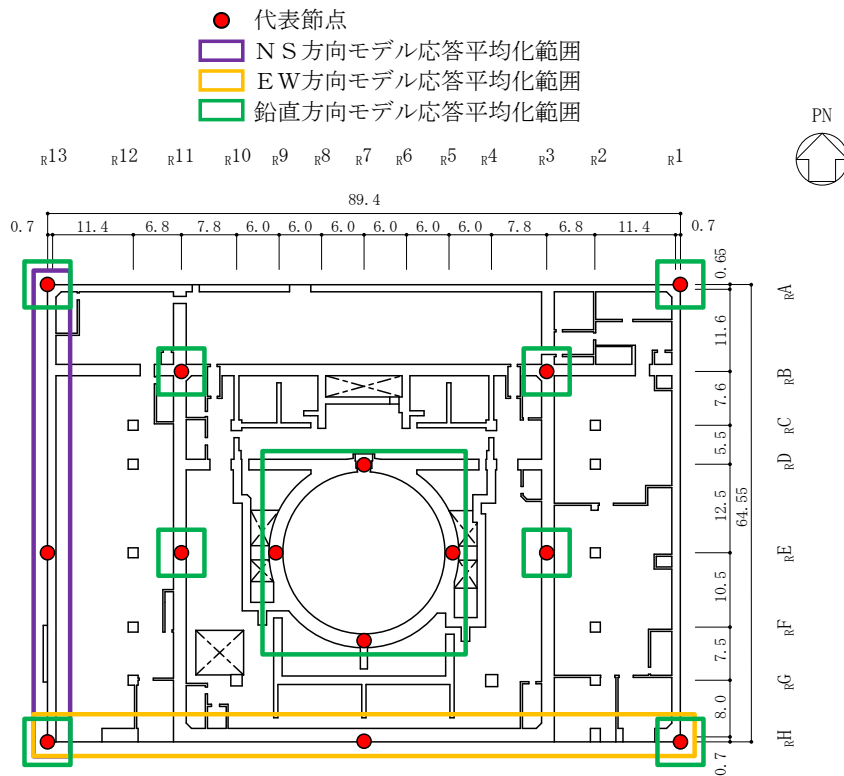 代表節点
ＮＳ方向モデル応答平均化範囲
ＥＷ方向モデル応答平均化範囲
鉛直方向モデル応答平均化範囲
PN
R13 R12 R11 R10 R9 R8 R7 R6 R5 R4 R3 R2 R1
89.4
0.7 11.4 6.8 7.8 6.0 6.0 6.0 6.0 6.0 6.0 7.8 6.8 11.4 0.7
0.65
RA
11.6
RB
7.6
RC
5.5
RD
12.5
64.55
RE
10.5
RF
7.5
RG
8.0
RH
0.7